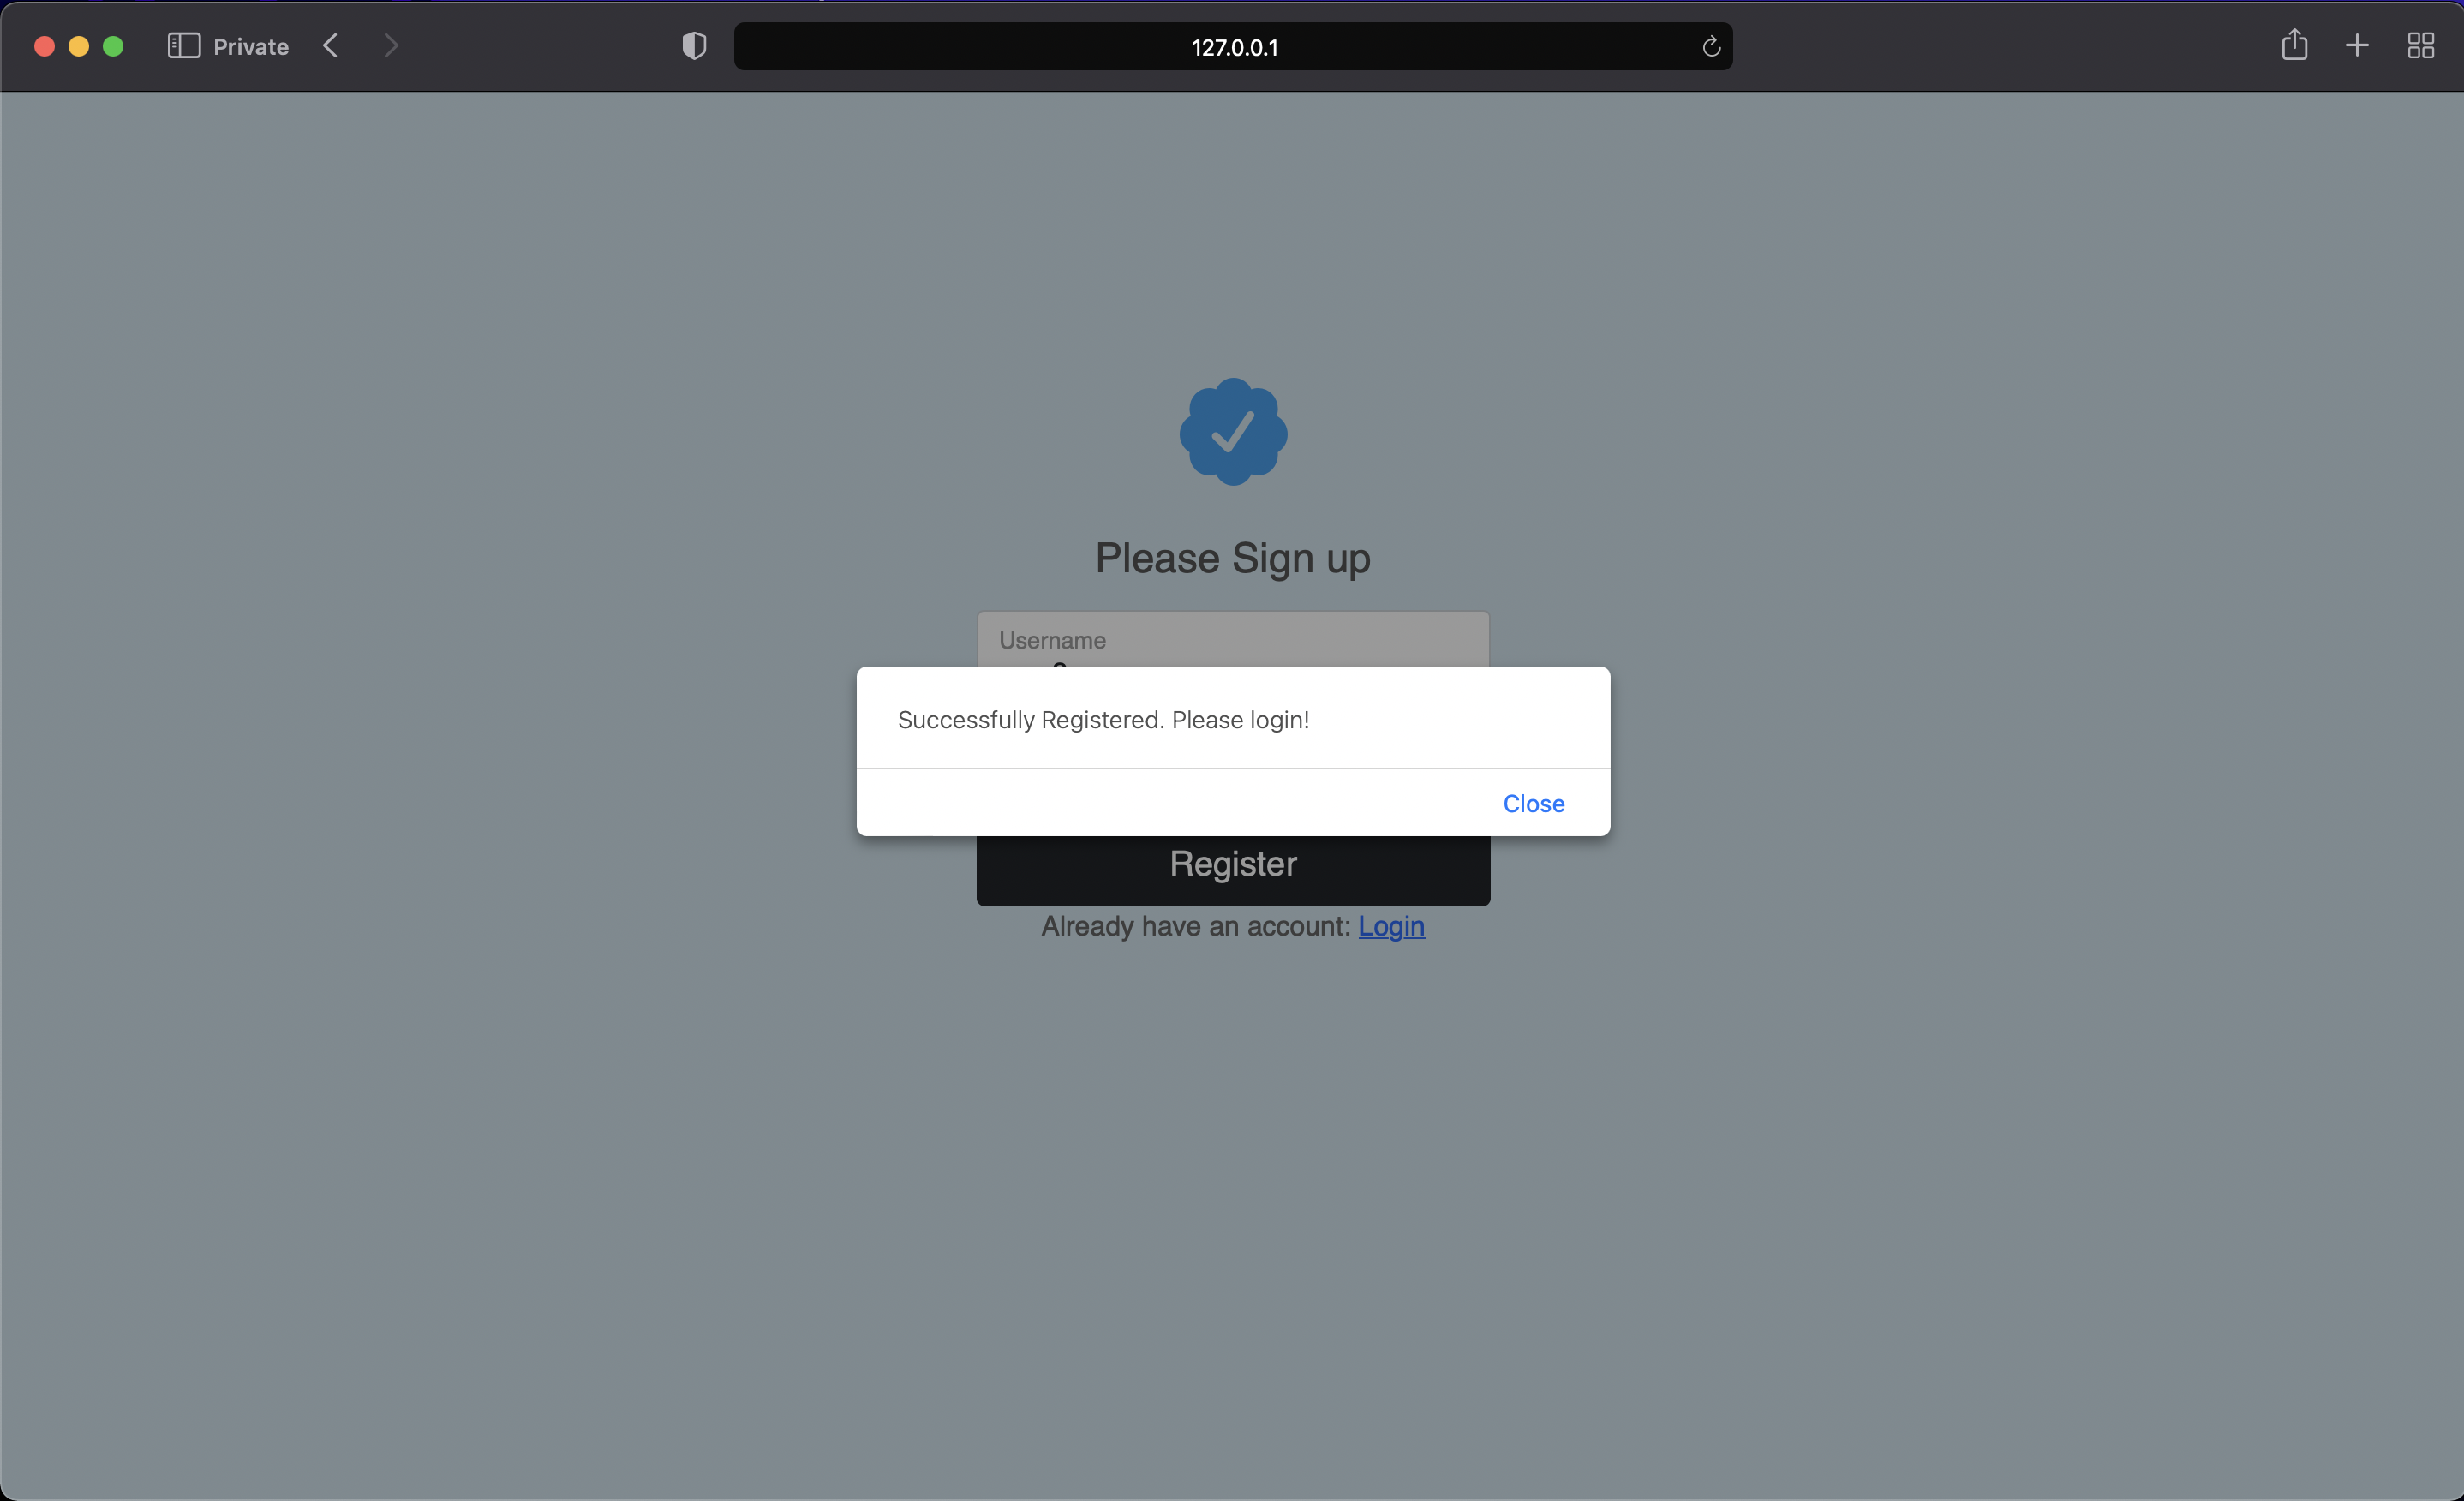 Private
127.0.0.1
Please Sign up
Username
Successfully Registered. Please login!
Close
Register
Already have an account: Login